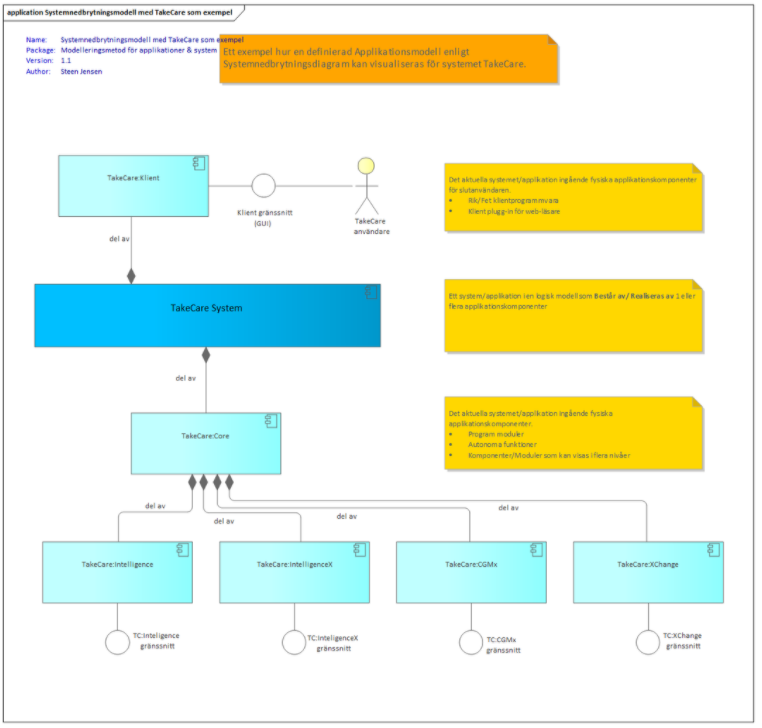 application Systemnedbrytningsmodell med TakeCare som exempel
Name: Systemnedbrytningsmodell med TakeCare som exempel
Package: Modelleringsmetod för applikationer & system
Version: 1.1
Author: Steen Jensen
Ett exempel hur en definierad Applikationsmodell enligt
Systemnedbrytningsdiagram kan visualiseras för systemet TakeCare.
TakeCare:Klient
Klient gränssnitt
(GUI)
TakeCare
användare
Det aktuella systemet/applikation ingående fysiska applikationskomponenter
för slutanvändaren.
• Rik/Fet klientprogramvara
• Klient plugg-in för web-läsare
del av
TakeCare System
Ett system/applikation i en logisk modell som Består av/ Realiseras av 1 eller
flera applikationskomponenter
del av
TakeCare:Core
Det aktuella systemet/applikation ingående fysiska
applikationskomponenter.
• Program moduler
• Autonoma funktioner
• Komponenter/Moduler som kan visas i flera nivåer
del av
del av
del av
del av
TakeCare:Intelligence
TakeCare:IntelligenceX
TakeCare:CGMx
TakeCare:XChange
TC:Inteligence
gränssnitt
TC:IntelligenceX
gränssnitt
TC:CGMx
gränssnitt
TC:XChange
gränssnitt